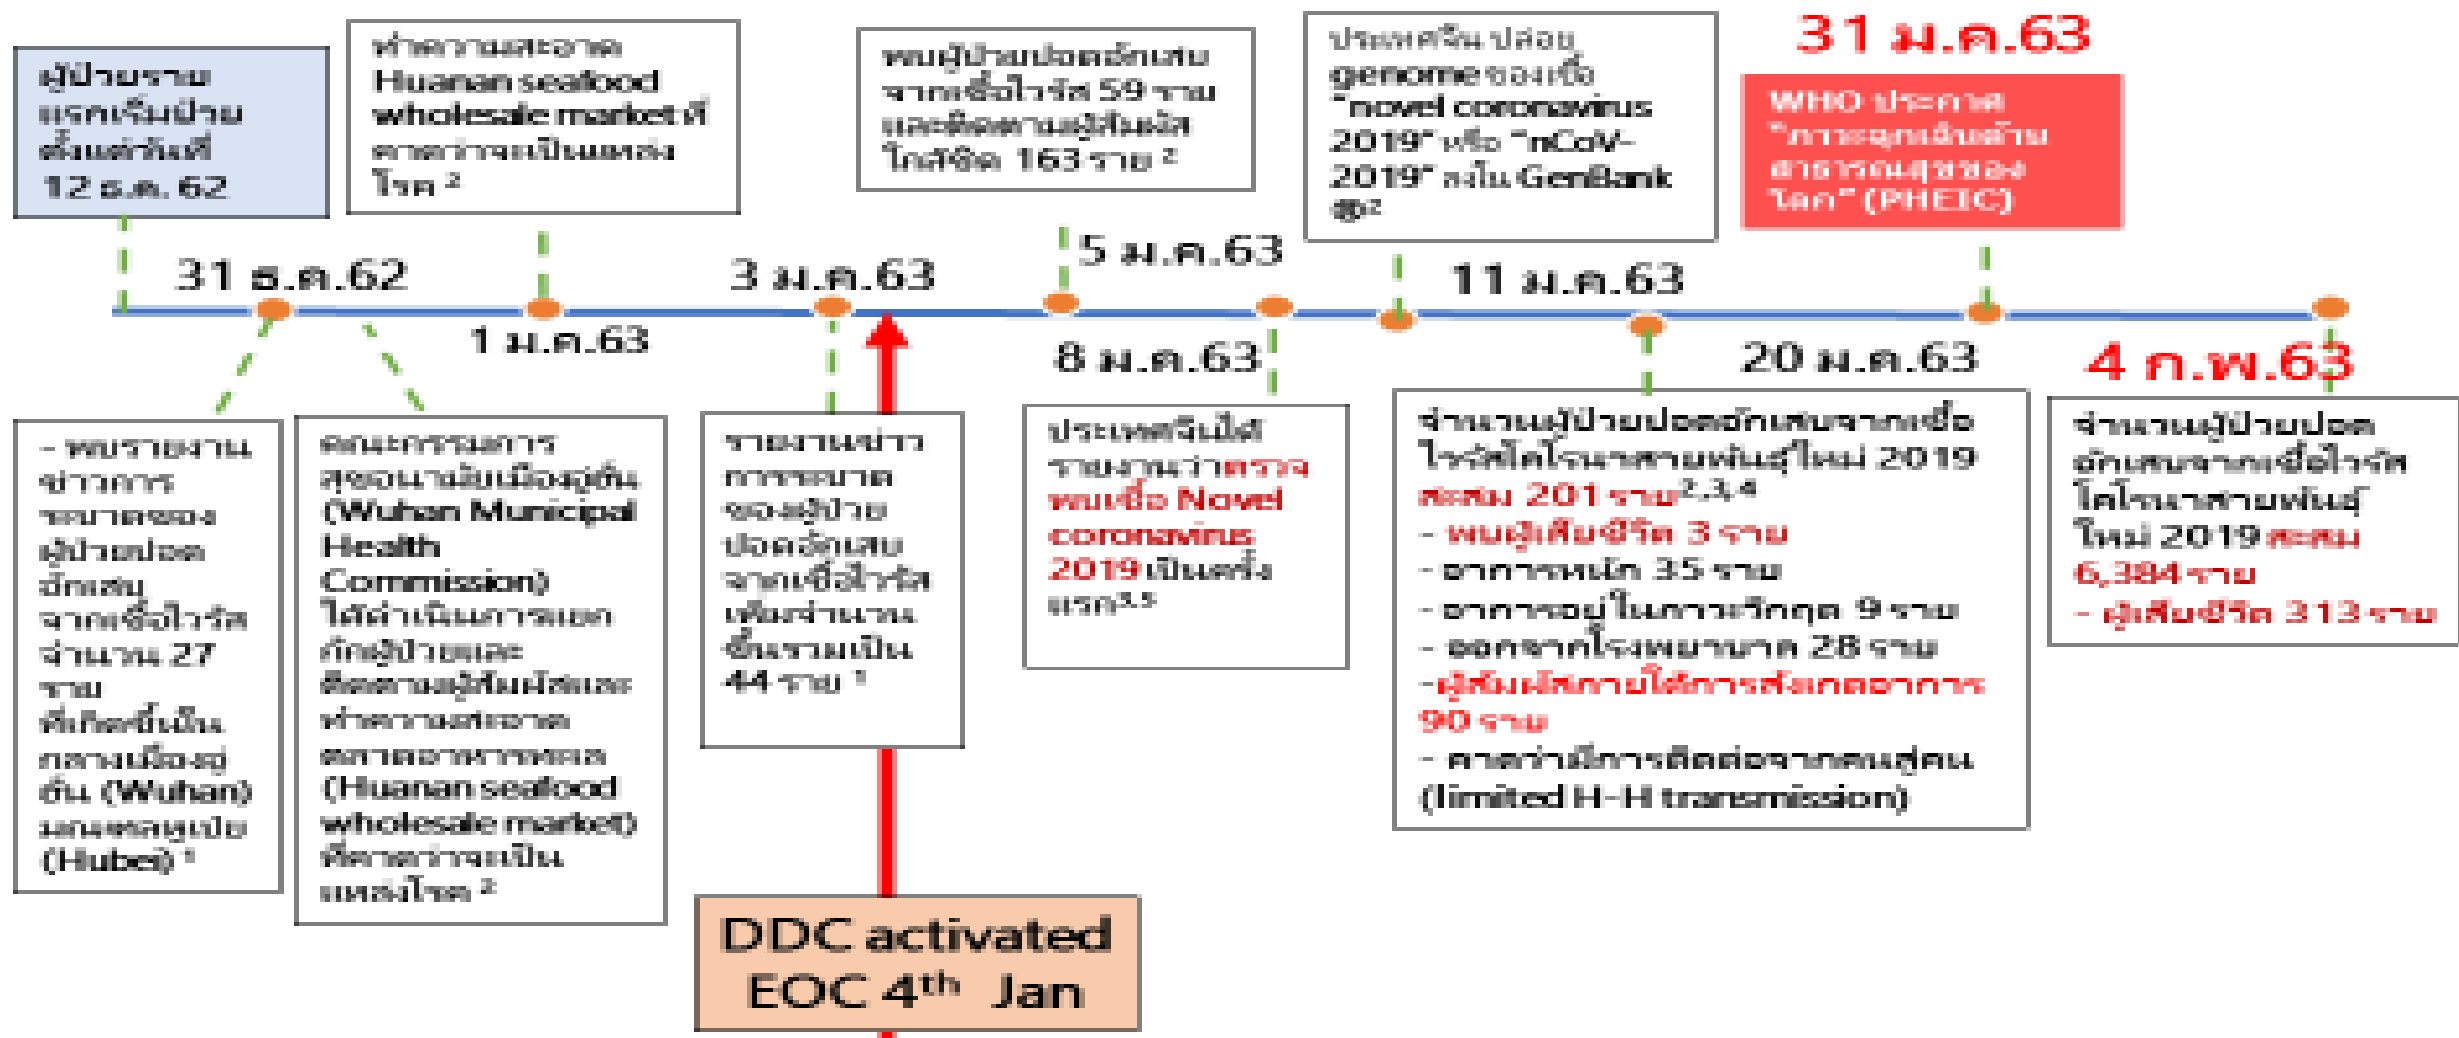 ผู้ป่วยราย
แรกเริ่มป่วย
ตั้งแต่วันที่
12 ธ.ค. 62
ทำความสะอาด
Huanan seafood
wholesale market ที่
คาดว่าจะเป็นแหล่ง
โรค ²
พบผู้ป่วยปอดอักเสบ
จากเชื้อไวรัส 59 ราย
และติดตามผู้สัมผัส
ใกล้ชิด 163 ราย ²
ประเทศจีน ปล่อย
genome ของเชื้อ
"novel coronavirus
2019" หรือ "nCoV-
2019" ลงใน GenBank
®²
31 ม.ค.63
WHO ประกาศ
"ภาวะฉุกเฉินด้าน
สาธารณสุขของ
โลก" (PHEIC)
31 ธ.ค.62
1 ม.ค.63
3 ม.ค.63
5 ม.ค.63
8 ม.ค.63
11 ม.ค.63
20 ม.ค.63
4 ก.พ.63
- พบรายงาน
ข่าวการ
ระบาดของ
ผู้ป่วยปอด
อักเสบ
จากเชื้อไวรัส
จำนวน 27
ราย
ที่เกิดขึ้นใน
กลางเมืองอู่
ฮั่น (Wuhan)
มณฑลหูเป่ย
(Hubei) ¹
คณะกรรมการ
สุขอนามัยเมืองอู่ฮั่น
(Wuhan Municipal
Health
Commission)
ได้ดำเนินการแยก
กักผู้ป่วยและ
ติดตามผู้สัมผัสและ
ทำความสะอาด
ตลาดอาหารทะเล
(Huanan seafood
wholesale market)
ที่คาดว่าจะเป็น
แหล่งโรค ²
รายงานข่าว
การระบาด
ของผู้ป่วย
ปอดอักเสบ
จากเชื้อไวรัส
เพิ่มจำนวน
ขึ้นรวมเป็น
44 ราย ¹
ประเทศจีนได้
รายงานว่าตรวจ
พบเชื้อ Novel
coronavirus
2019 เป็นครั้ง
แรก³,⁵
จำนวนผู้ป่วยปอดอักเสบจากเชื้อ
ไวรัสโคโรนาสายพันธุ์ใหม่ 2019
สะสม 201 ราย²,³,⁴
- พบผู้เสียชีวิต 3 ราย
- อาการหนัก 35 ราย
- อาการอยู่ในภาวะวิกฤต 9 ราย
- ออกจากโรงพยาบาล 28 ราย
-ผู้สัมผัสภายใต้การสังเกตอาการ
90 ราย
- คาดว่ามีการติดต่อจากคนสู่คน
(limited H-H transmission)
จำนวนผู้ป่วยปอด
อักเสบจากเชื้อไวรัส
โคโรนาสายพันธุ์
ใหม่ 2019 สะสม
6,384 ราย
- ผู้เสียชีวิต 313 ราย
DDC activated
EOC 4th Jan